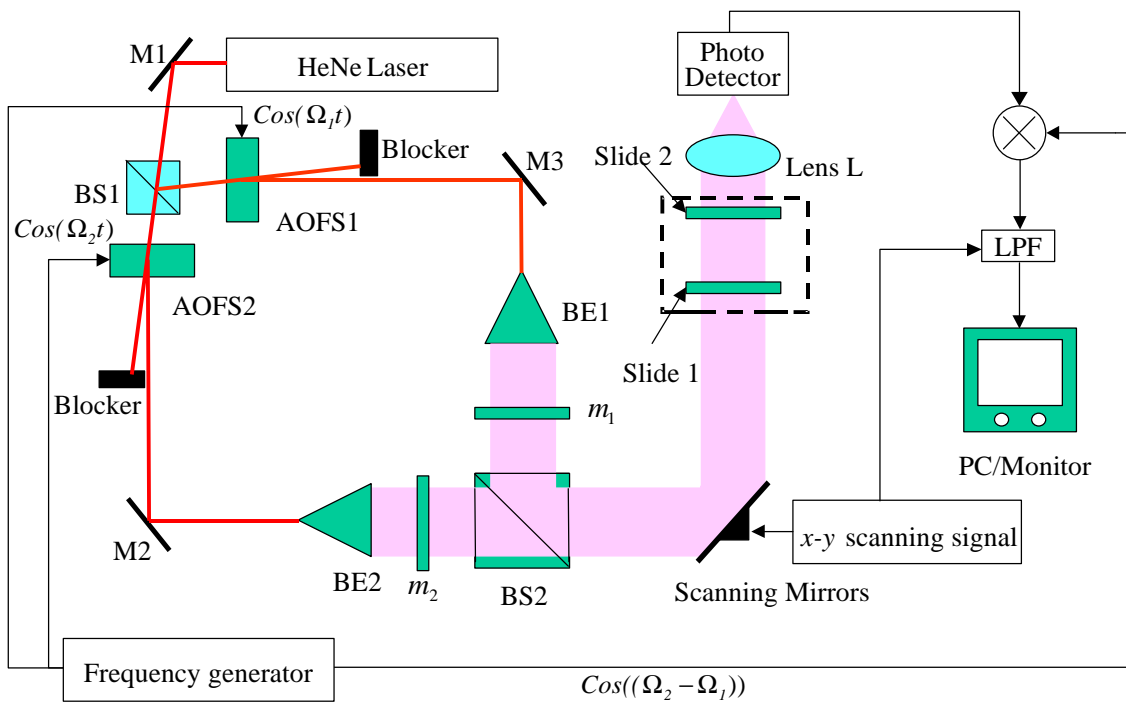 M1
HeNe Laser
Photo
Detector
Cos(Ω₁t)
Blocker
M3
Slide 2
Lens L
BS1
AOFS1
Cos(Ω₂t)
LPF
AOFS2
BE1
Slide 1
Blocker
m₁
PC/Monitor
M2
x-y scanning signal
BE2
m₂
BS2
Scanning Mirrors
Frequency generator
Cos((Ω₂ − Ω₁))